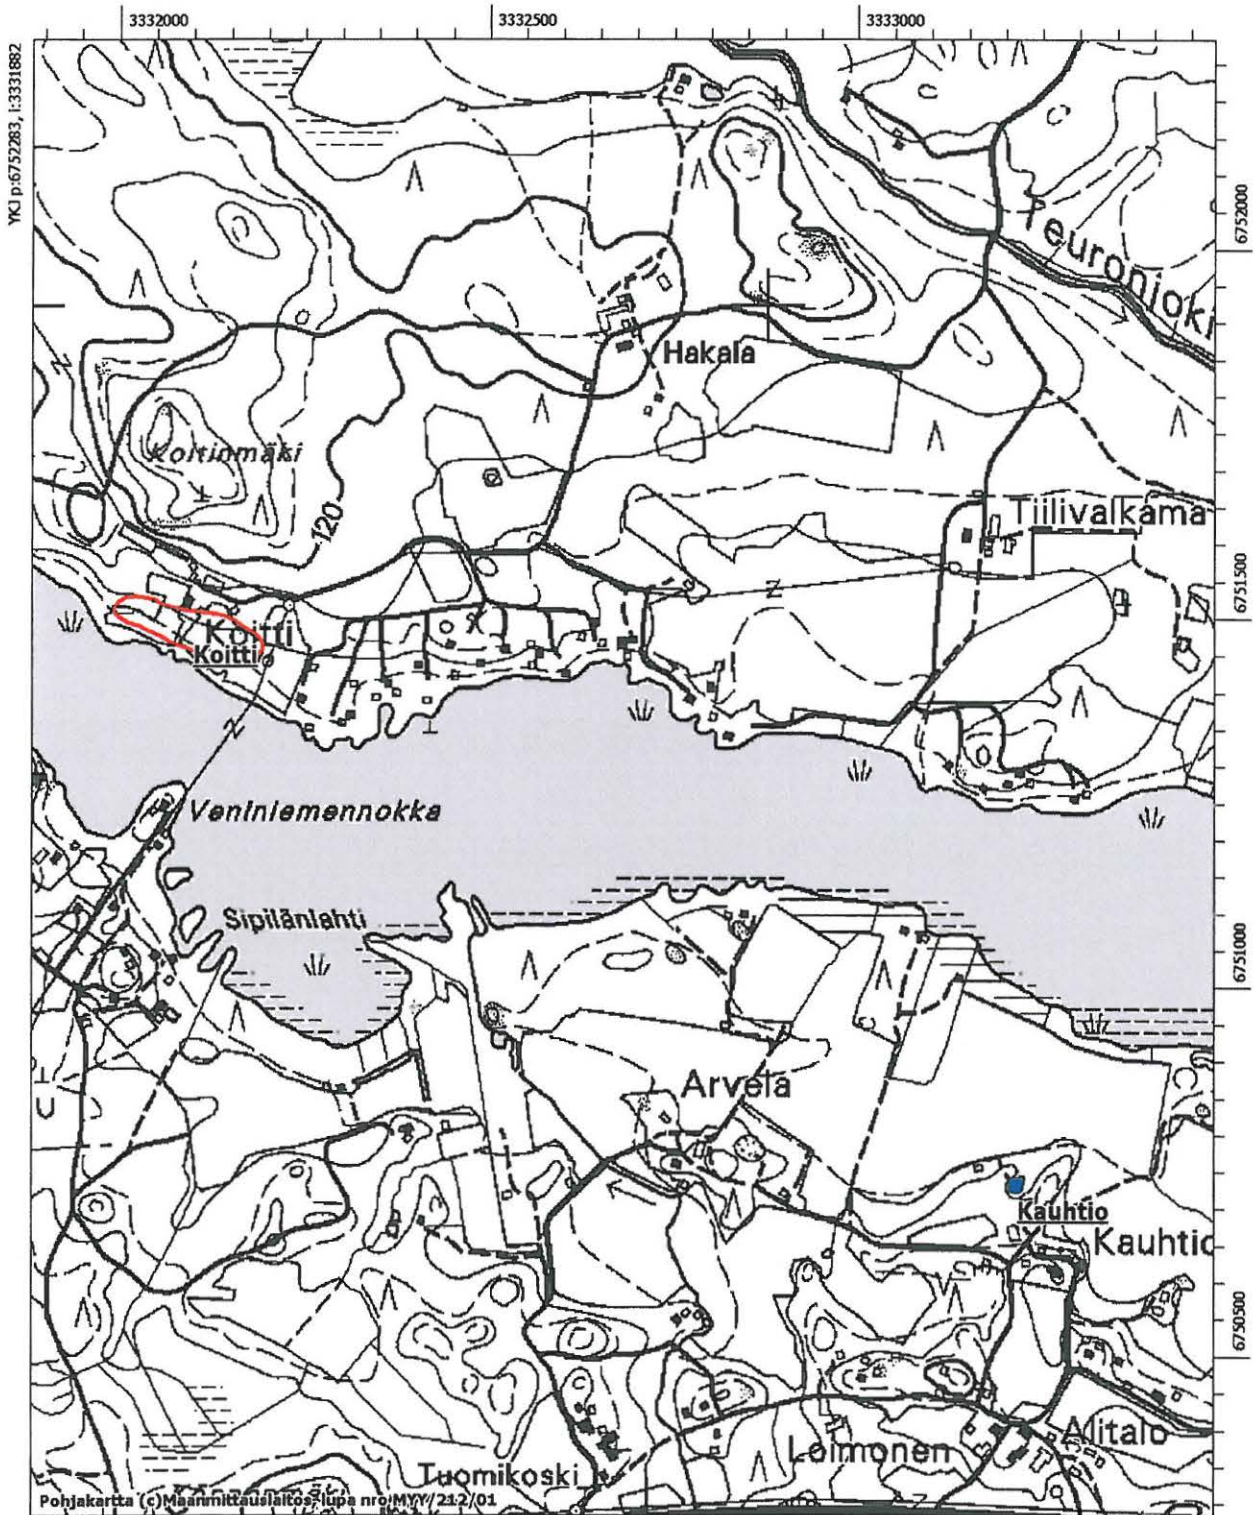 3332000
3332500
3333000
YKJ p:6752283, i:3331882
6752000
Teuronjoki
Hakala
Koitinmäki
120
Tiilivalkama
6751500
Koitti
Koitti
Veniniemennokka
Sipilänlahti
6751000
Arvela
Kauhtio
Kauhtio
6750500
Alitalo
Loimonen
Tuomikoski
Pohjakartta (c)Maanmittauslaitos, lupa nro MYY/212/01